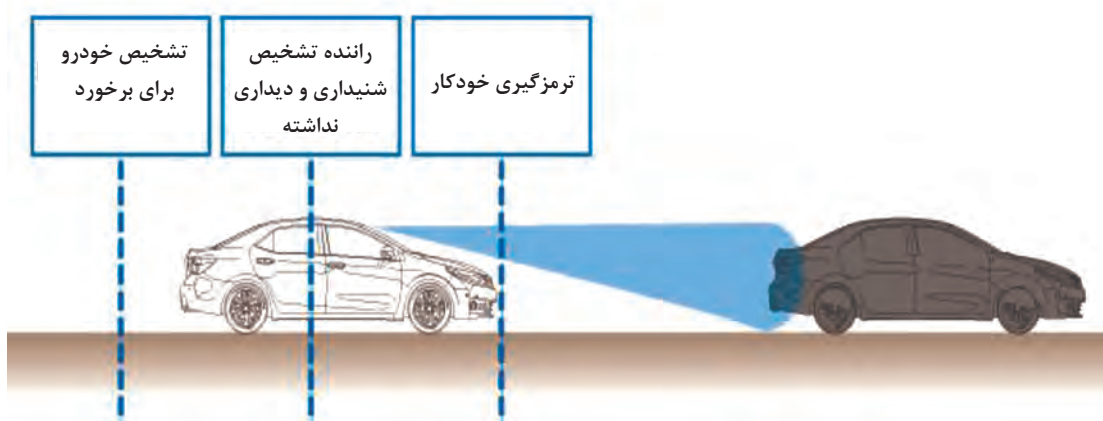 تشخیص خودرو
برای برخورد
راننده تشخیص
شنیداری و دیداری
نداشته
ترمزگیری خودکار